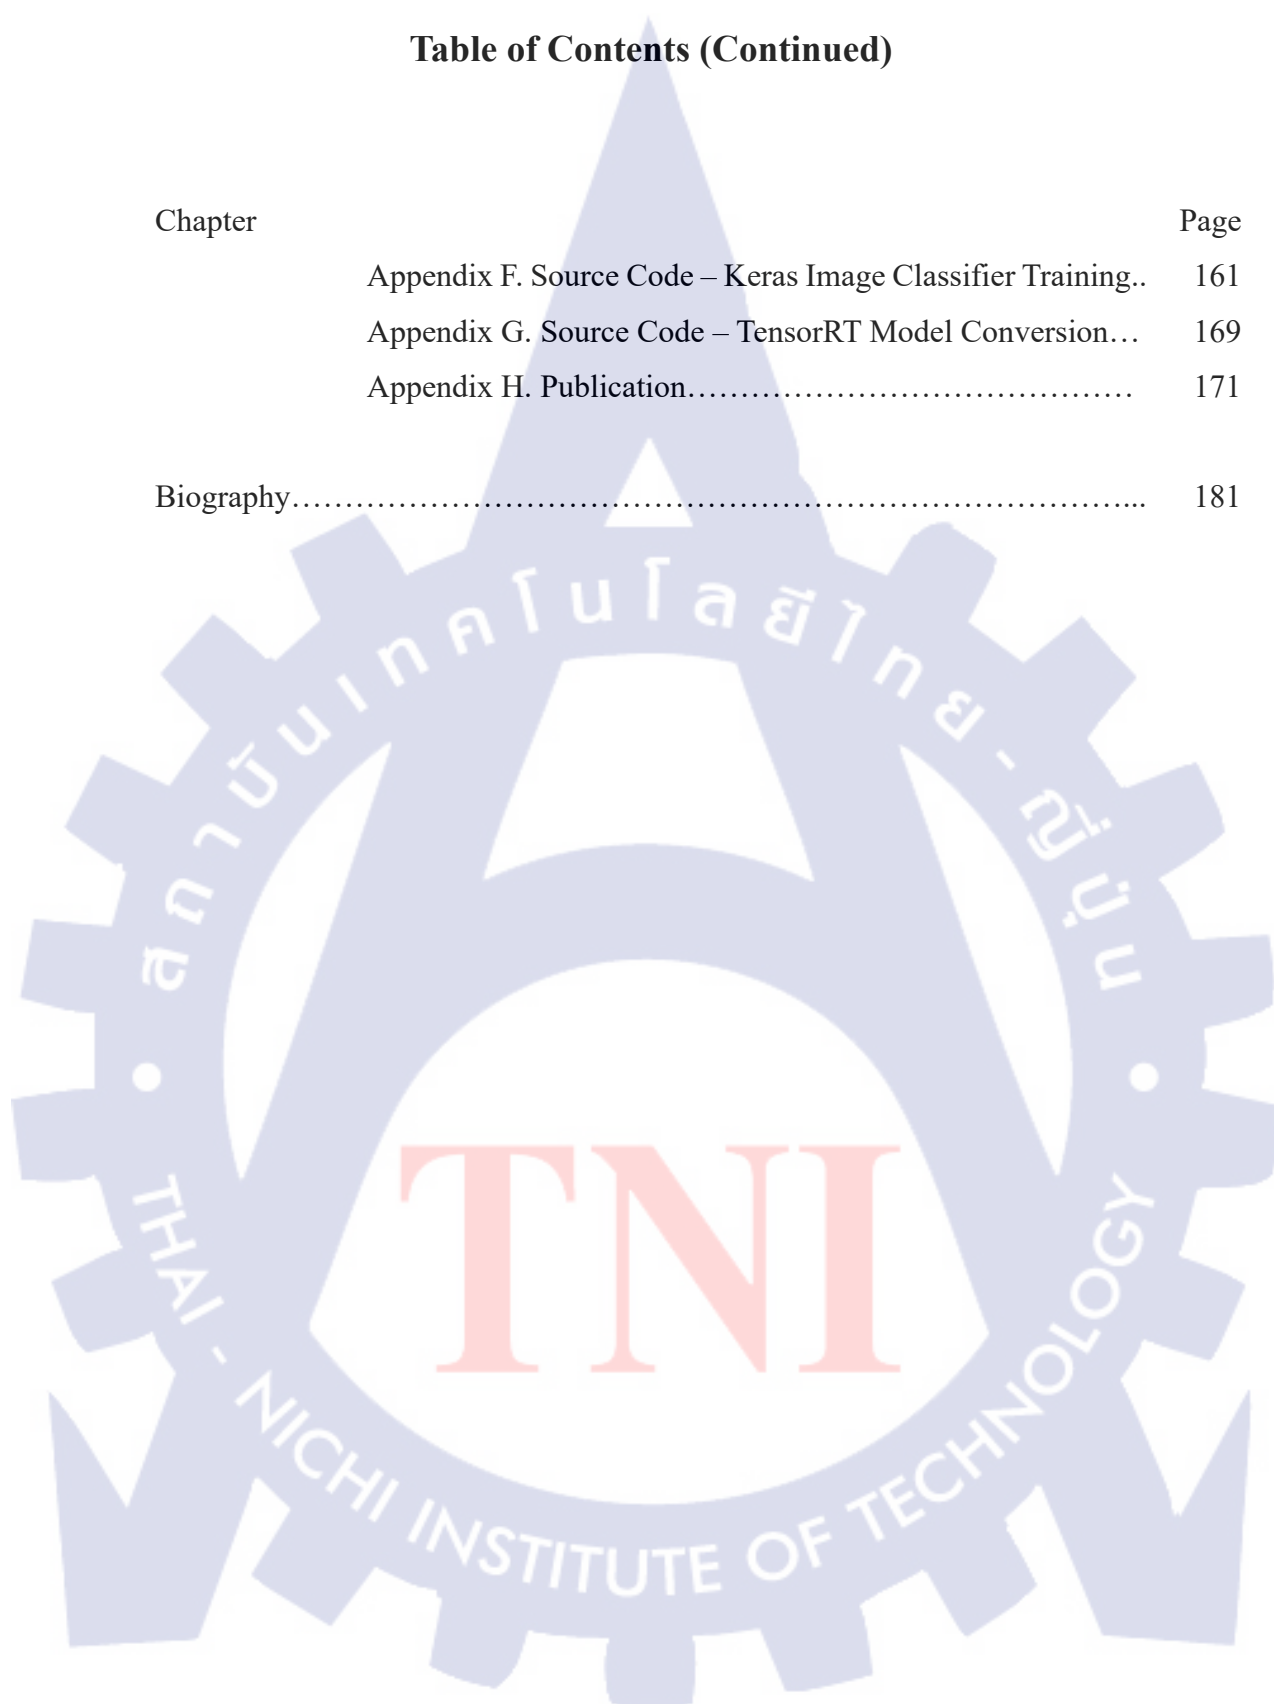 Table of Contents (Continued)
Chapter Page
Appendix F. Source Code – Keras Image Classifier Training.. 161
Appendix G. Source Code – TensorRT Model Conversion… 169
Appendix H. Publication…………………………………… 171
Biography……………………………………………………………………... 181
สถาบันเทคโนโลยีไทย-ญี่ปุ่น
TNI
THAI - NICHI INSTITUTE OF TECHNOLOGY